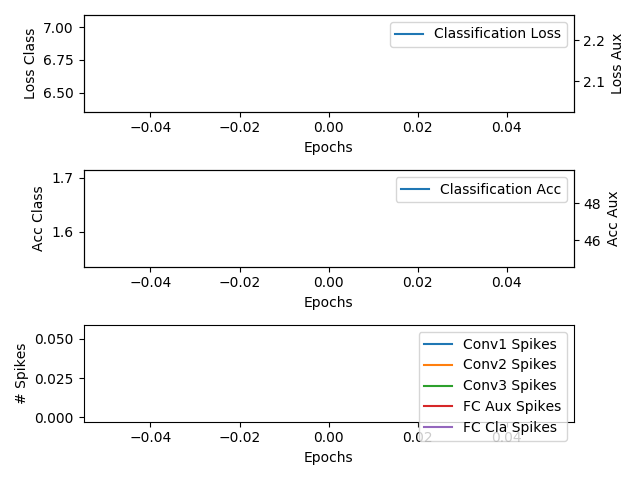 7.00
6.75
6.50
Loss Class
Classification Loss
2.2
2.1
Loss Aux
−0.04 −0.02 0.00 0.02 0.04
Epochs
1.7
1.6
Acc Class
Classification Acc
48
46
Acc Aux
−0.04 −0.02 0.00 0.02 0.04
Epochs
0.050
0.025
0.000
# Spikes
Conv1 Spikes
Conv2 Spikes
Conv3 Spikes
FC Aux Spikes
FC Cla Spikes
−0.04 −0.02 0.00 0.02 0.04
Epochs